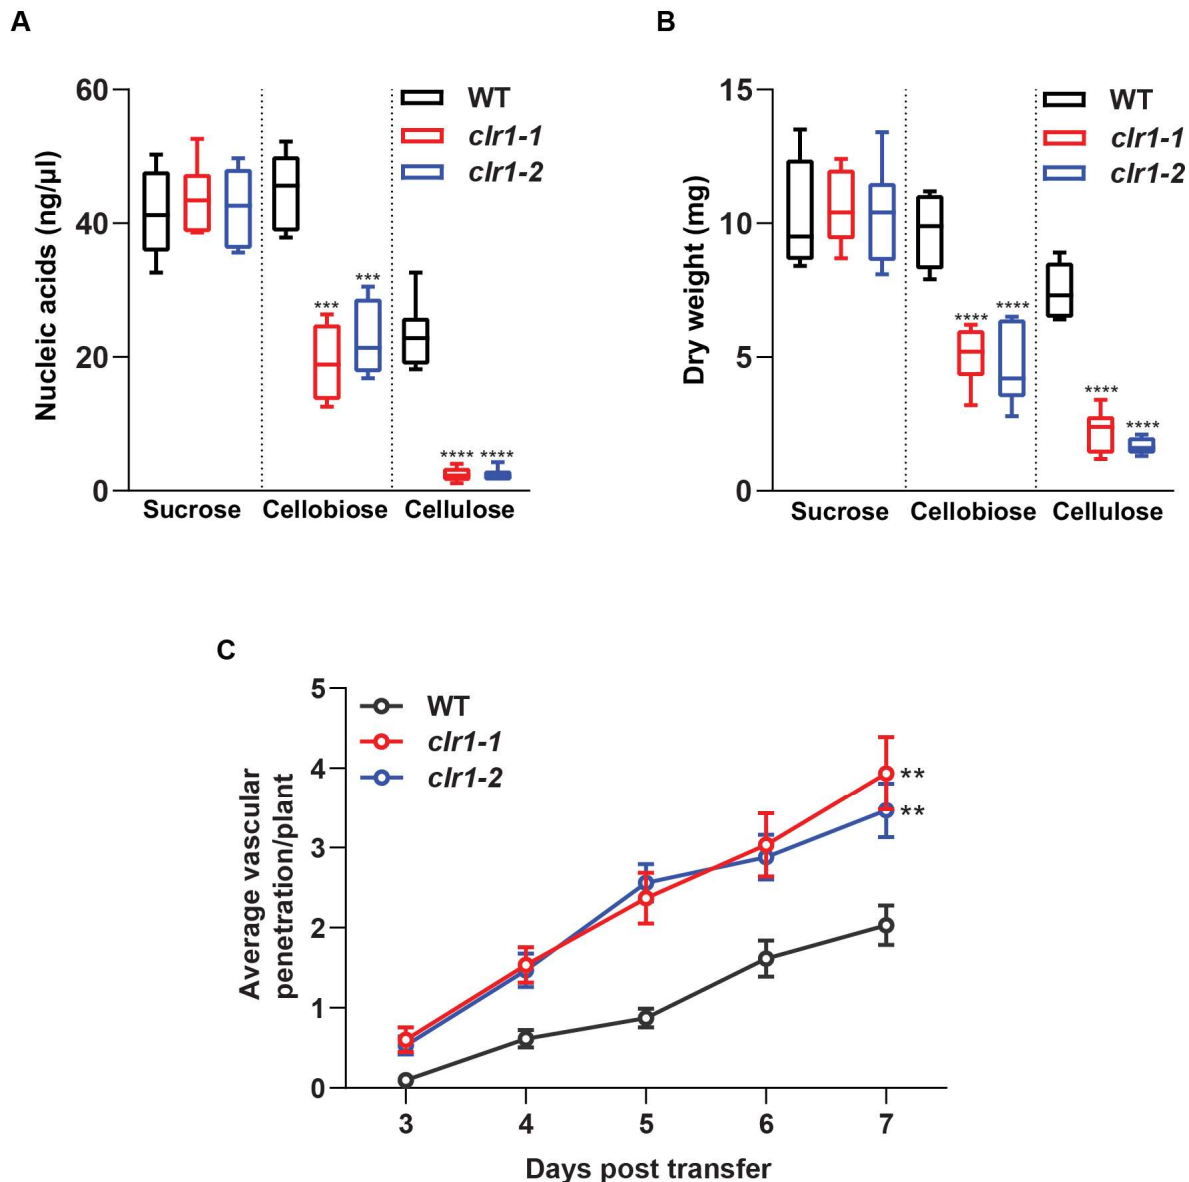 A
Nucleic acids (ng/µl)
60
40
20
0
WT
clr1-1
clr1-2
***
***
****
****
Sucrose
Cellobiose
Cellulose
B
Dry weight (mg)
15
10
5
0
WT
clr1-1
clr1-2
****
****
****
****
Sucrose
Cellobiose
Cellulose
C
Average vascular
penetration/plant
5
4
3
2
1
0
WT
clr1-1
clr1-2
**
**
3
4
5
6
7
Days post transfer